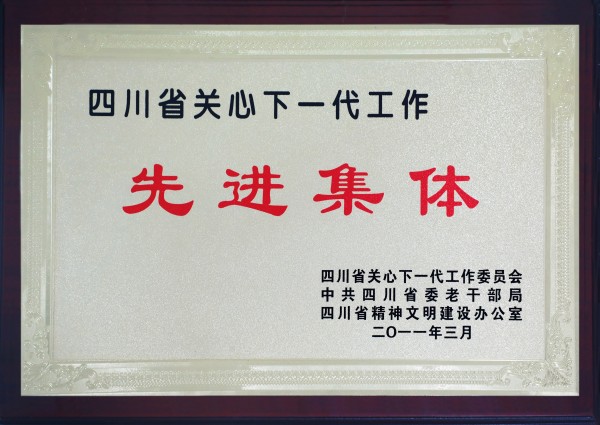 四川省关心下一代工作
先进集体
四川省关心下一代工作委员会
中共四川省委老干部局
四川省精神文明建设办公室
二〇一一年三月